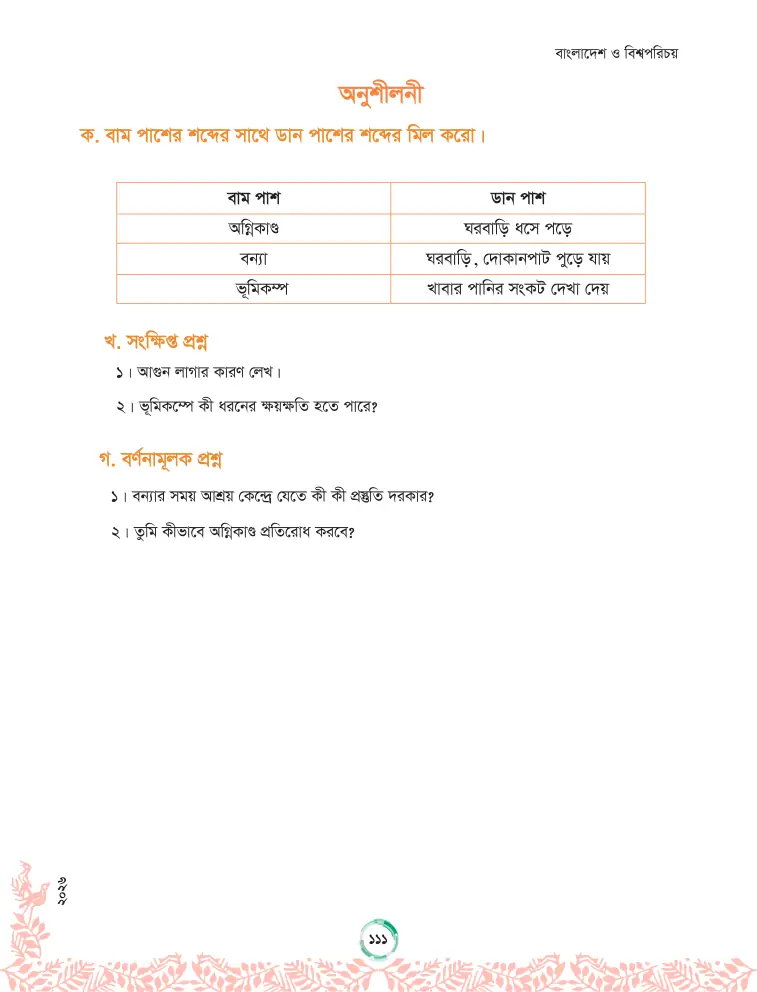 বাংলাদেশ ও বিশ্বপরিচয়
অনুশীলনী
ক. বাম পাশের শব্দের সাথে ডান পাশের শব্দের মিল করো।
বাম পাশ ডান পাশ
অগ্নিকাণ্ড ঘরবাড়ি ধসে পড়ে
বন্যা ঘরবাড়ি, দোকানপাট পুড়ে যায়
ভূমিকম্প খাবার পানির সংকট দেখা দেয়
খ. সংক্ষিপ্ত প্রশ্ন
১। আগুন লাগার কারণ লেখ।
২। ভূমিকম্পে কী ধরনের ক্ষয়ক্ষতি হতে পারে?
গ. বর্ণনামূলক প্রশ্ন
১। বন্যার সময় আশ্রয় কেন্দ্রে যেতে কী কী প্রস্তুতি দরকার?
২। তুমি কীভাবে অগ্নিকাণ্ড প্রতিরোধ করবে?
২০২৬
১১১